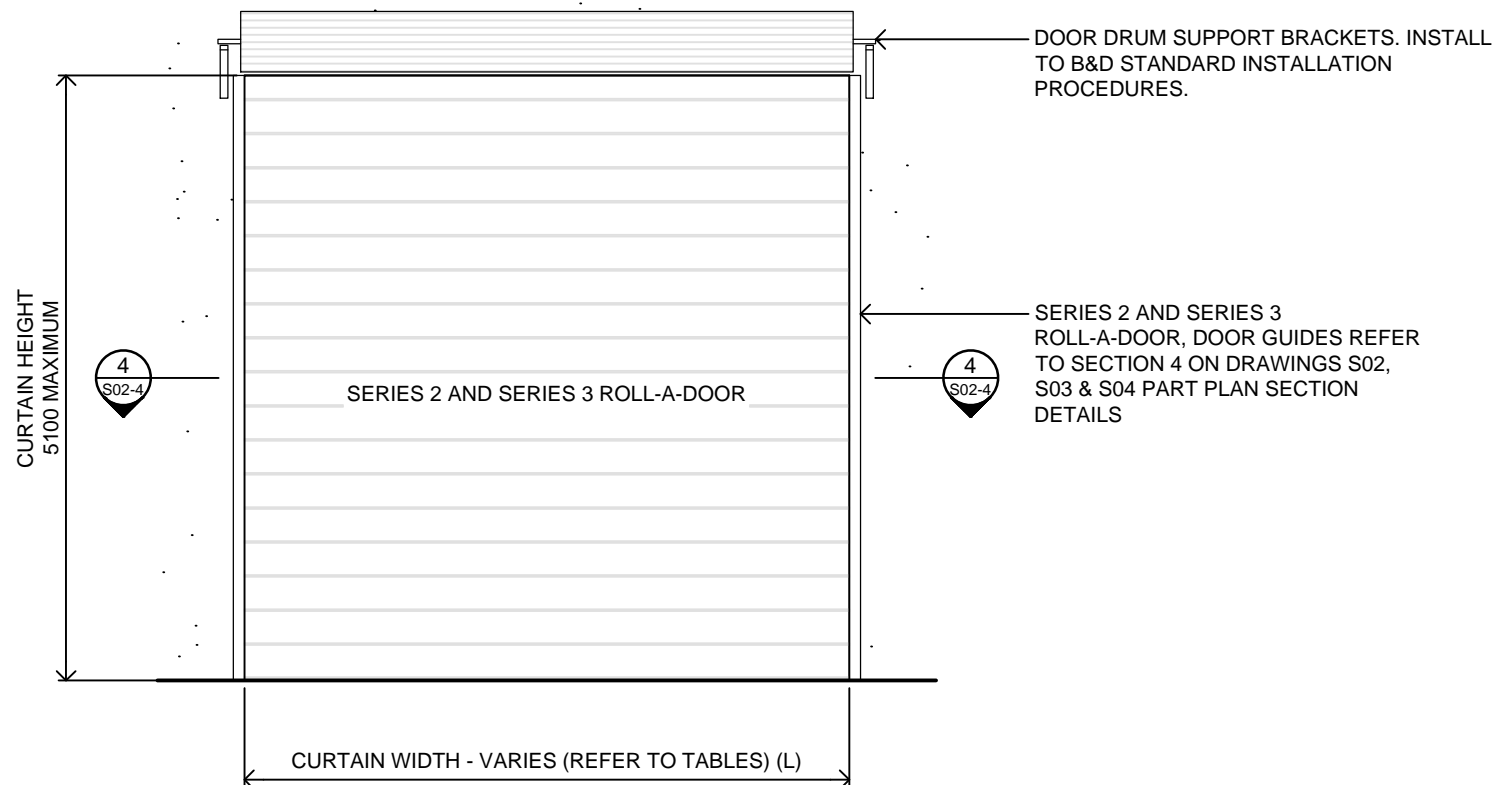 DOOR DRUM SUPPORT BRACKETS. INSTALL
TO B&D STANDARD INSTALLATION
PROCEDURES.
CURTAIN HEIGHT
5100 MAXIMUM
4
S02-4
SERIES 2 AND SERIES 3 ROLL-A-DOOR
4
S02-4
SERIES 2 AND SERIES 3
ROLL-A-DOOR, DOOR GUIDES REFER
TO SECTION 4 ON DRAWINGS S02,
S03 & S04 PART PLAN SECTION
DETAILS
CURTAIN WIDTH - VARIES (REFER TO TABLES) (L)